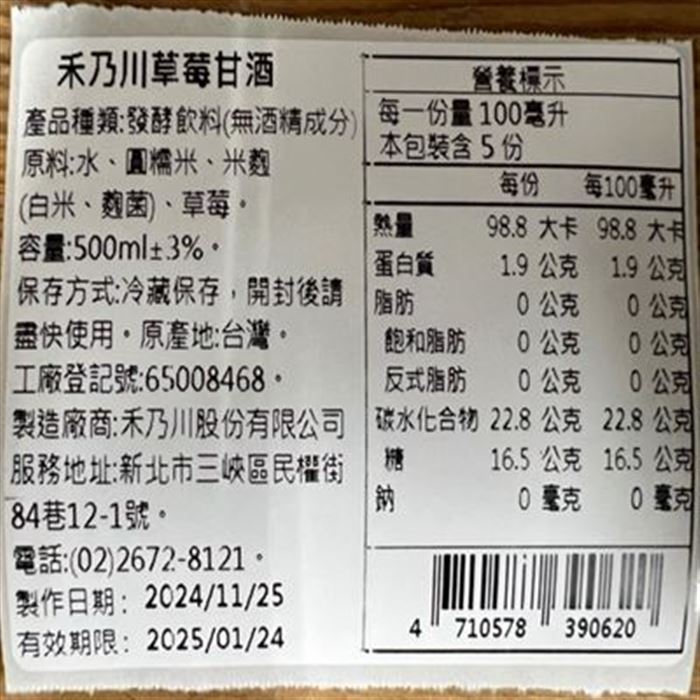 禾乃川草莓甘酒
產品種類:發酵飲料(無酒精成分)
原料:水、圓糯米、米麴
(白米、麴菌)、草莓。
容量:500ml±3%。
保存方式:冷藏保存，開封後請
盡快使用。原產地:台灣。
工廠登記號:65008468。
製造廠商:禾乃川股份有限公司
服務地址:新北市三峽區民權街
84巷12-1號。
電話:(02)2672-8121。
製作日期: 2024/11/25
有效期限: 2025/01/24
營養標示
每一份量 100毫升
本包裝含 5 份
每份 每100毫升
熱量 98.8 大卡 98.8 大卡
蛋白質 1.9 公克 1.9 公克
脂肪 0 公克 0 公克
飽和脂肪 0 公克 0 公克
反式脂肪 0 公克 0 公克
碳水化合物 22.8 公克 22.8 公克
糖 16.5 公克 16.5 公克
鈉 0 毫克 0 毫克
4 710578 390620